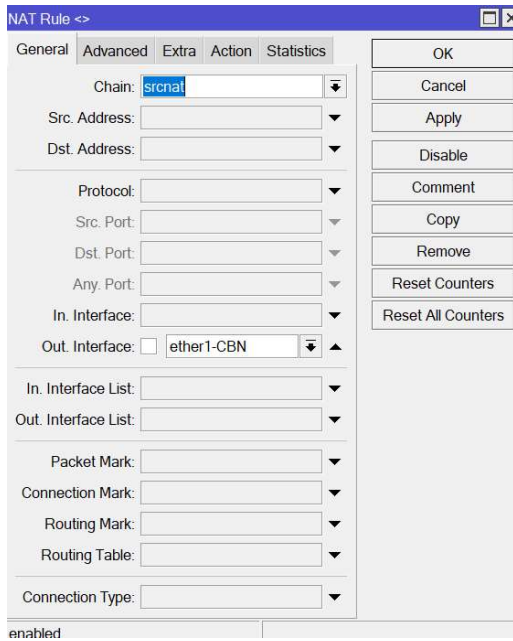 NAT Rule <>
General Advanced Extra Action Statistics
Chain: srcnat
Src. Address:
Dst. Address:
Protocol:
Src. Port:
Dst. Port:
Any. Port:
In. Interface:
Out. Interface: ether1-CBN
In. Interface List:
Out. Interface List:
Packet Mark:
Connection Mark:
Routing Mark:
Routing Table:
Connection Type:
OK
Cancel
Apply
Disable
Comment
Copy
Remove
Reset Counters
Reset All Counters
enabled